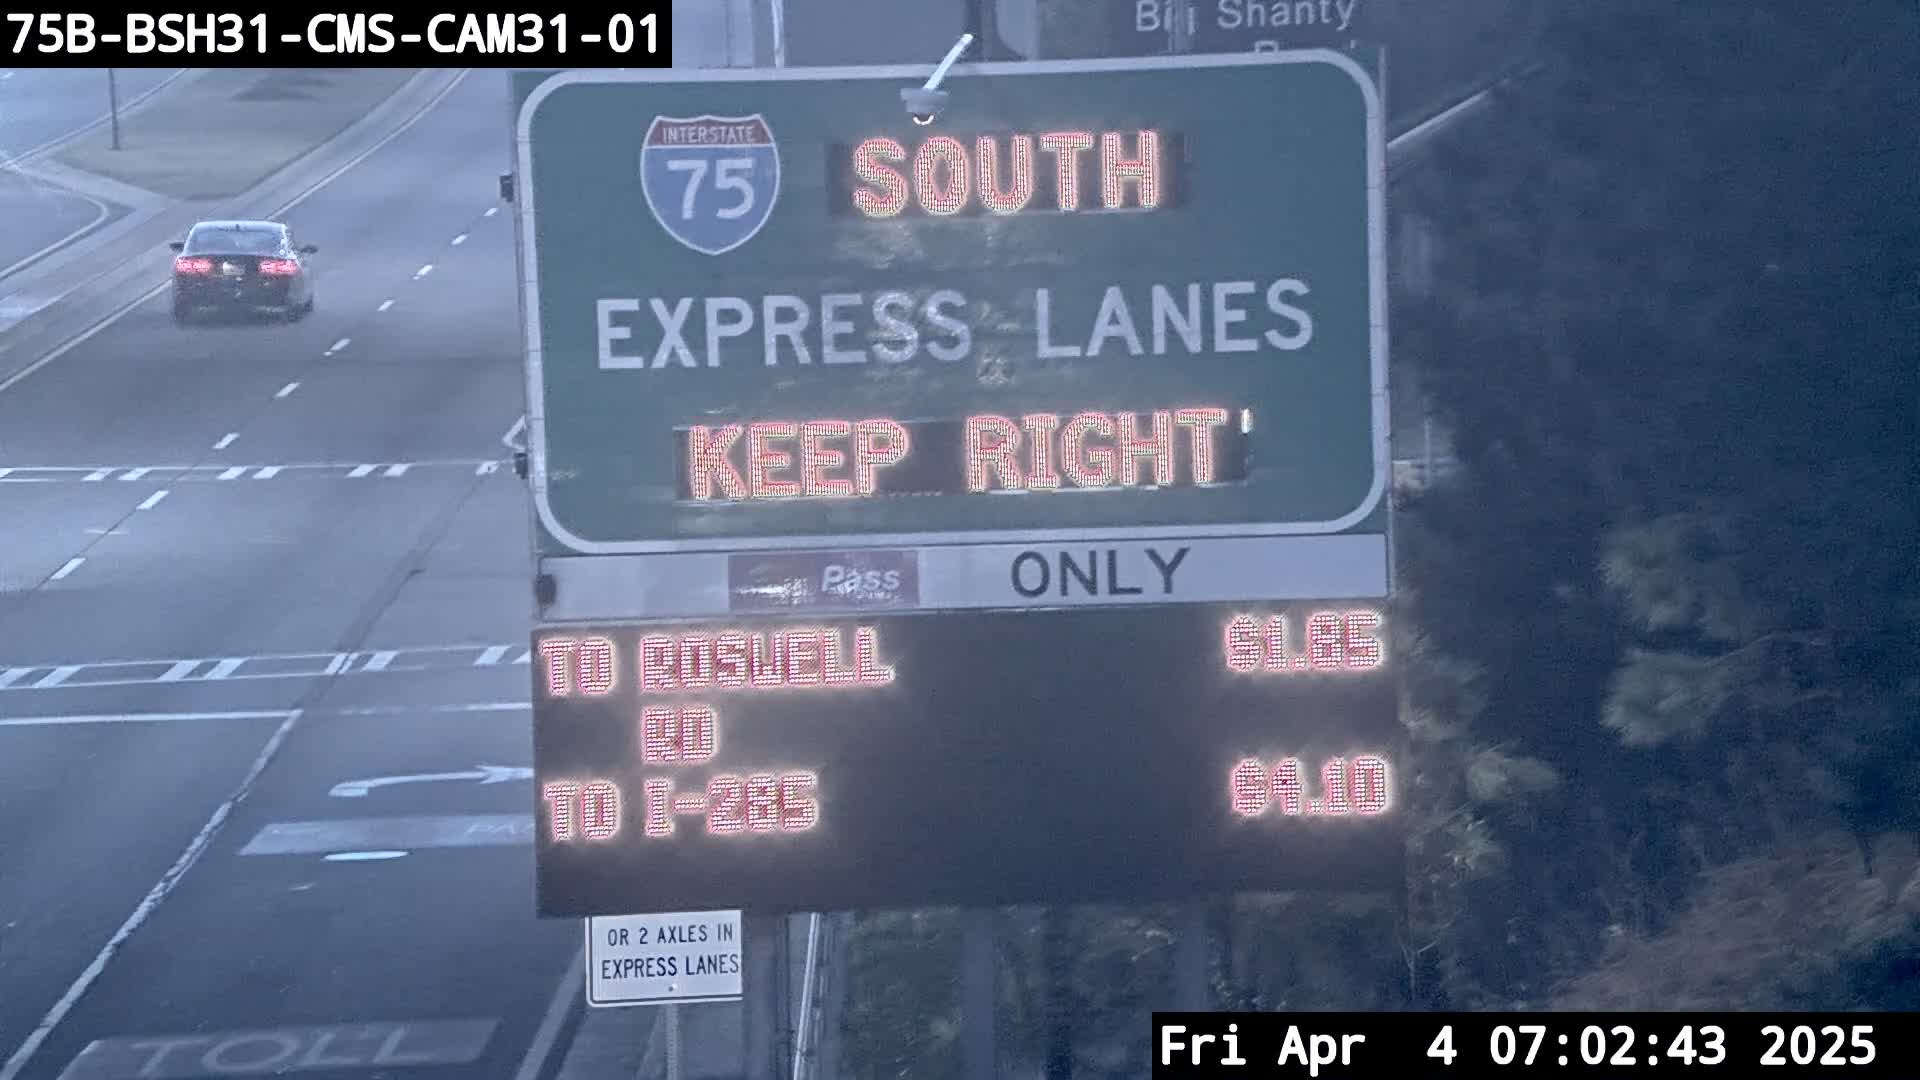 75B-BSH31-CMS-CAM31-01
Big Shanty
INTERSTATE
75
SOUTH
EXPRESS LANES
KEEP RIGHT
Pass
ONLY
TO ROSWELL $1.85
RD
TO I-285 $4.10
OR 2 AXLES IN
EXPRESS LANES
TOLL
Fri Apr 4 07:02:43 2025